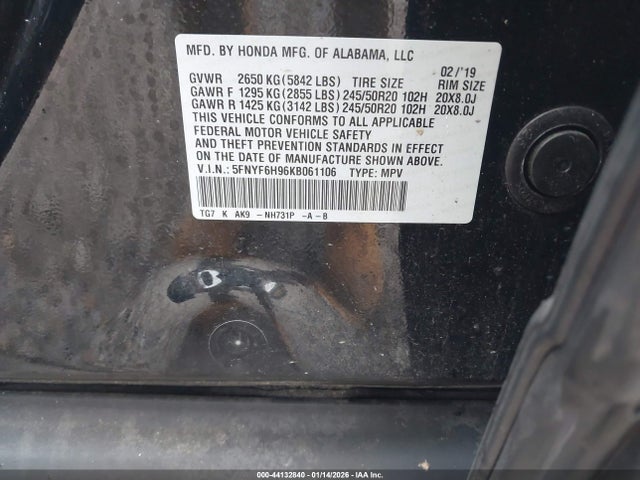 MFD. BY HONDA MFG. OF ALABAMA, LLC
02/'19
GVWR 2650 KG (5842 LBS) TIRE SIZE RIM SIZE
GAWR F 1295 KG (2855 LBS) 245/50R20 102H 20X8.0J
GAWR R 1425 KG (3142 LBS) 245/50R20 102H 20X8.0J
THIS VEHICLE CONFORMS TO ALL APPLICABLE
FEDERAL MOTOR VEHICLE SAFETY
AND THEFT PREVENTION STANDARDS IN EFFECT
ON THE DATE OF MANUFACTURE SHOWN ABOVE.
V.I.N.: 5FNYF6H96KB061106 TYPE: MPV
TG7 K AK9 -NH731P -A-B
000-44132840 - 01/14/2026 - IAA Inc.